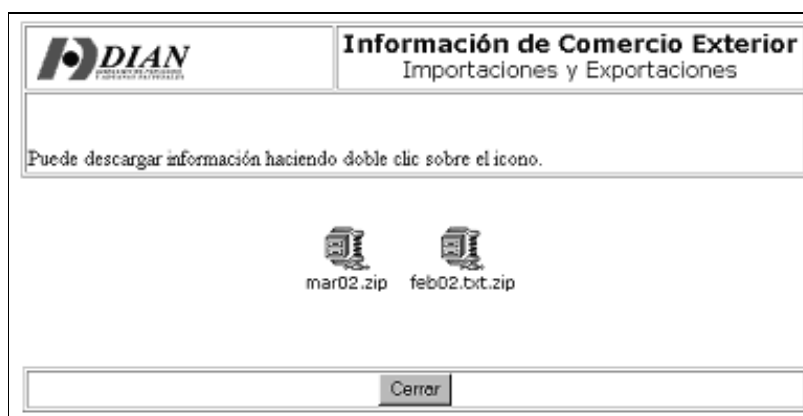 DIAN
Información de Comercio Exterior
Importaciones y Exportaciones
Puede descargar información haciendo doble clic sobre el icono.
mar02.zip feb02.txt.zip
Cerrar